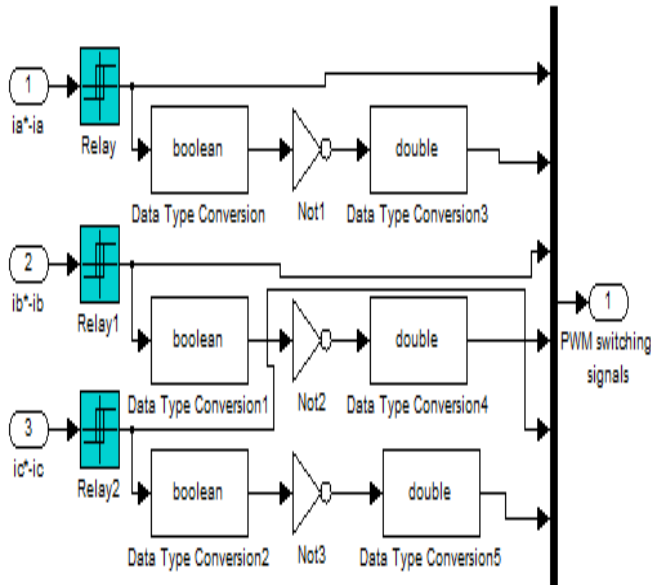 1
ia*-ia
Relay
boolean
Data Type Conversion
Not1
double
Data Type Conversion3
2
ib*-ib
Relay1
boolean
Data Type Conversion1
Not2
double
Data Type Conversion4
3
ic*-ic
Relay2
boolean
Data Type Conversion2
Not3
double
Data Type Conversion5
1
PWM switching
signals